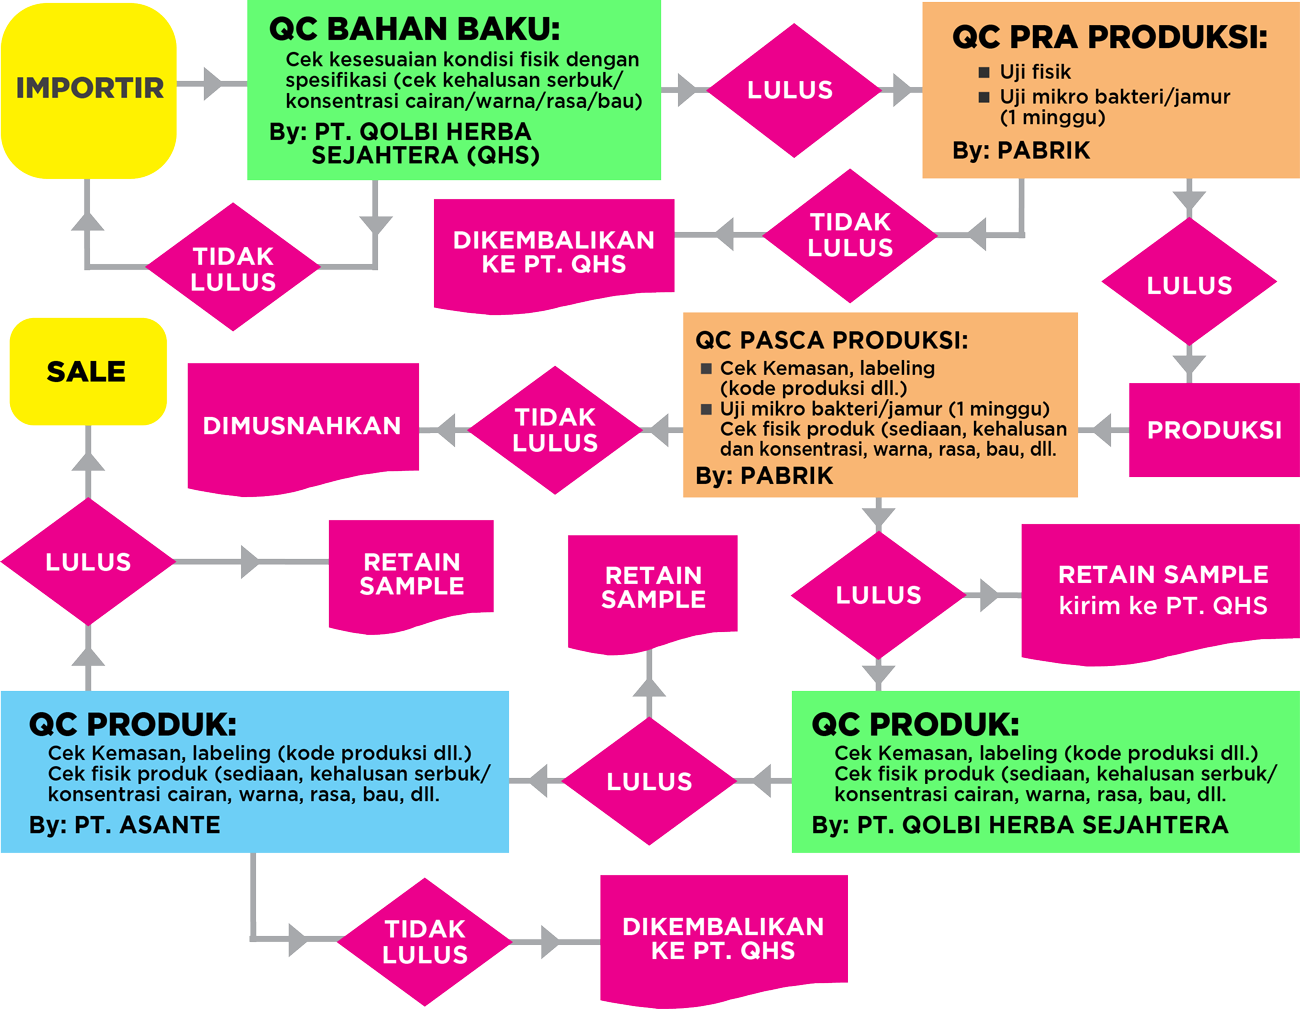 IMPORTIR
QC BAHAN BAKU:
Cek kesesuaian kondisi fisik dengan
spesifikasi (cek kehalusan serbuk/
konsentrasi cairan/warna/rasa/bau)
By: PT. QOLBI HERBA
SEJAHTERA (QHS)
LULUS
QC PRA PRODUKSI:
Uji fisik
Uji mikro bakteri/jamur
(1 minggu)
By: PABRIK
TIDAK
LULUS
DIKEMBALIKAN
KE PT. QHS
TIDAK
LULUS
LULUS
SALE
DIMUSNAHKAN
TIDAK
LULUS
QC PASCA PRODUKSI:
Cek Kemasan, labeling
(kode produksi dll.)
Uji mikro bakteri/jamur (1 minggu)
Cek fisik produk (sediaan, kehalusan
dan konsentrasi, warna, rasa, bau, dll.
By: PABRIK
PRODUKSI
LULUS
RETAIN
SAMPLE
RETAIN
SAMPLE
LULUS
RETAIN SAMPLE
kirim ke PT. QHS
QC PRODUK:
Cek Kemasan, labeling (kode produksi dll.)
Cek fisik produk (sediaan, kehalusan serbuk/
konsentrasi cairan, warna, rasa, bau, dll.
By: PT. ASANTE
LULUS
QC PRODUK:
Cek Kemasan, labeling (kode produksi dll.)
Cek fisik produk (sediaan, kehalusan serbuk/
konsentrasi cairan, warna, rasa, bau, dll.
By: PT. QOLBI HERBA SEJAHTERA
TIDAK
LULUS
DIKEMBALIKAN
KE PT. QHS